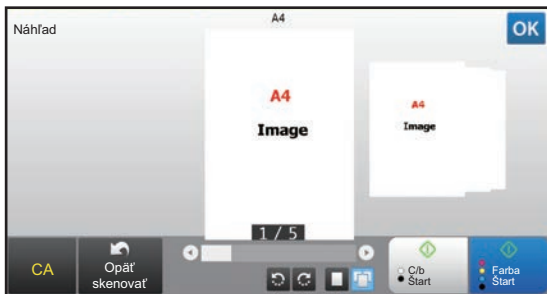 A4
Náhľad
OK
A4
Image
A4
Image
1 / 5
CA
Opäť
skenovať
C/b
Štart
Farba
Štart